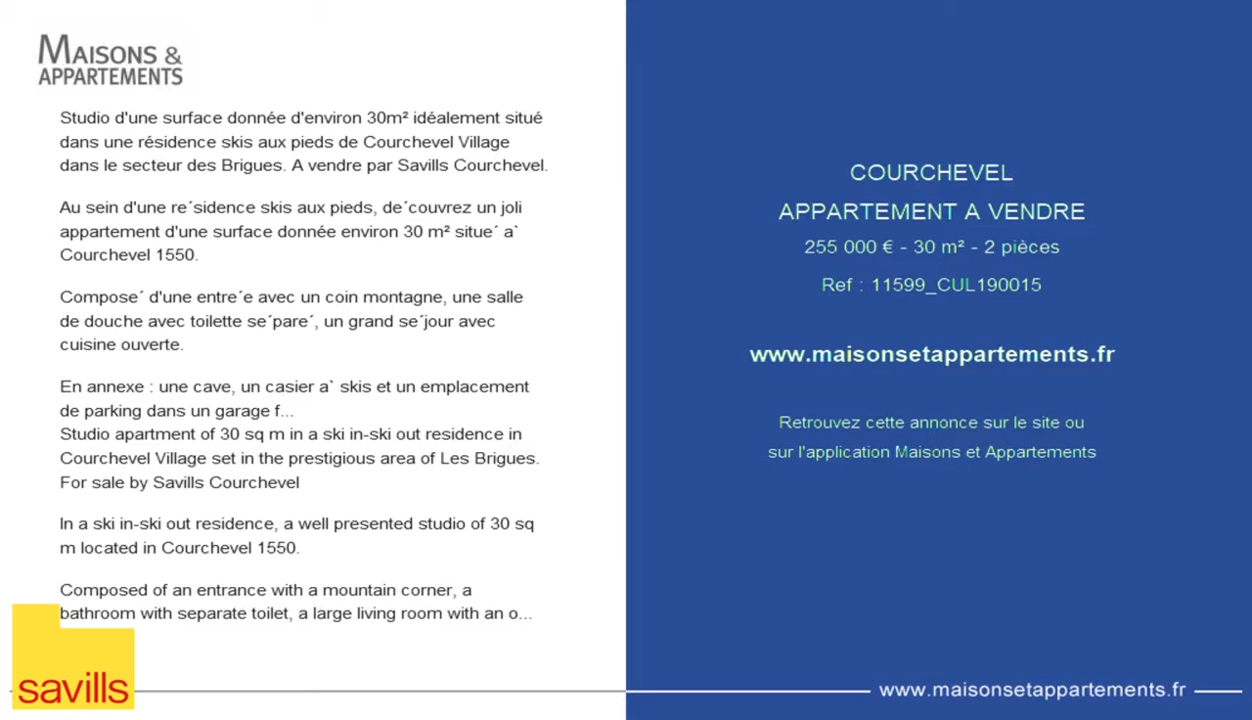 MAISONS &
APPARTEMENTS
Studio d'une surface donnée d'environ 30m² idéalement situé
dans une résidence skis aux pieds de Courchevel Village
dans le secteur des Brigues. A vendre par Savills Courchevel.
Au sein d'une re´sidence skis aux pieds, de´couvrez un joli
appartement d'une surface donnée environ 30 m² situe´ a`
Courchevel 1550.
Compose´ d'une entre´e avec un coin montagne, une salle
de douche avec toilette se´pare´, un grand se´jour avec
cuisine ouverte.
En annexe : une cave, un casier a` skis et un emplacement
de parking dans un garage f...
Studio apartment of 30 sq m in a ski in-ski out residence in
Courchevel Village set in the prestigious area of Les Brigues.
For sale by Savills Courchevel
In a ski in-ski out residence, a well presented studio of 30 sq
m located in Courchevel 1550.
Composed of an entrance with a mountain corner, a
bathroom with separate toilet, a large living room with an o...
savills
COURCHEVEL
APPARTEMENT A VENDRE
255 000 € - 30 m² - 2 pièces
Ref : 11599_CUL190015
www.maisonsetappartements.fr
Retrouvez cette annonce sur le site ou
sur l'application Maisons et Appartements
www.maisonsetappartements.fr